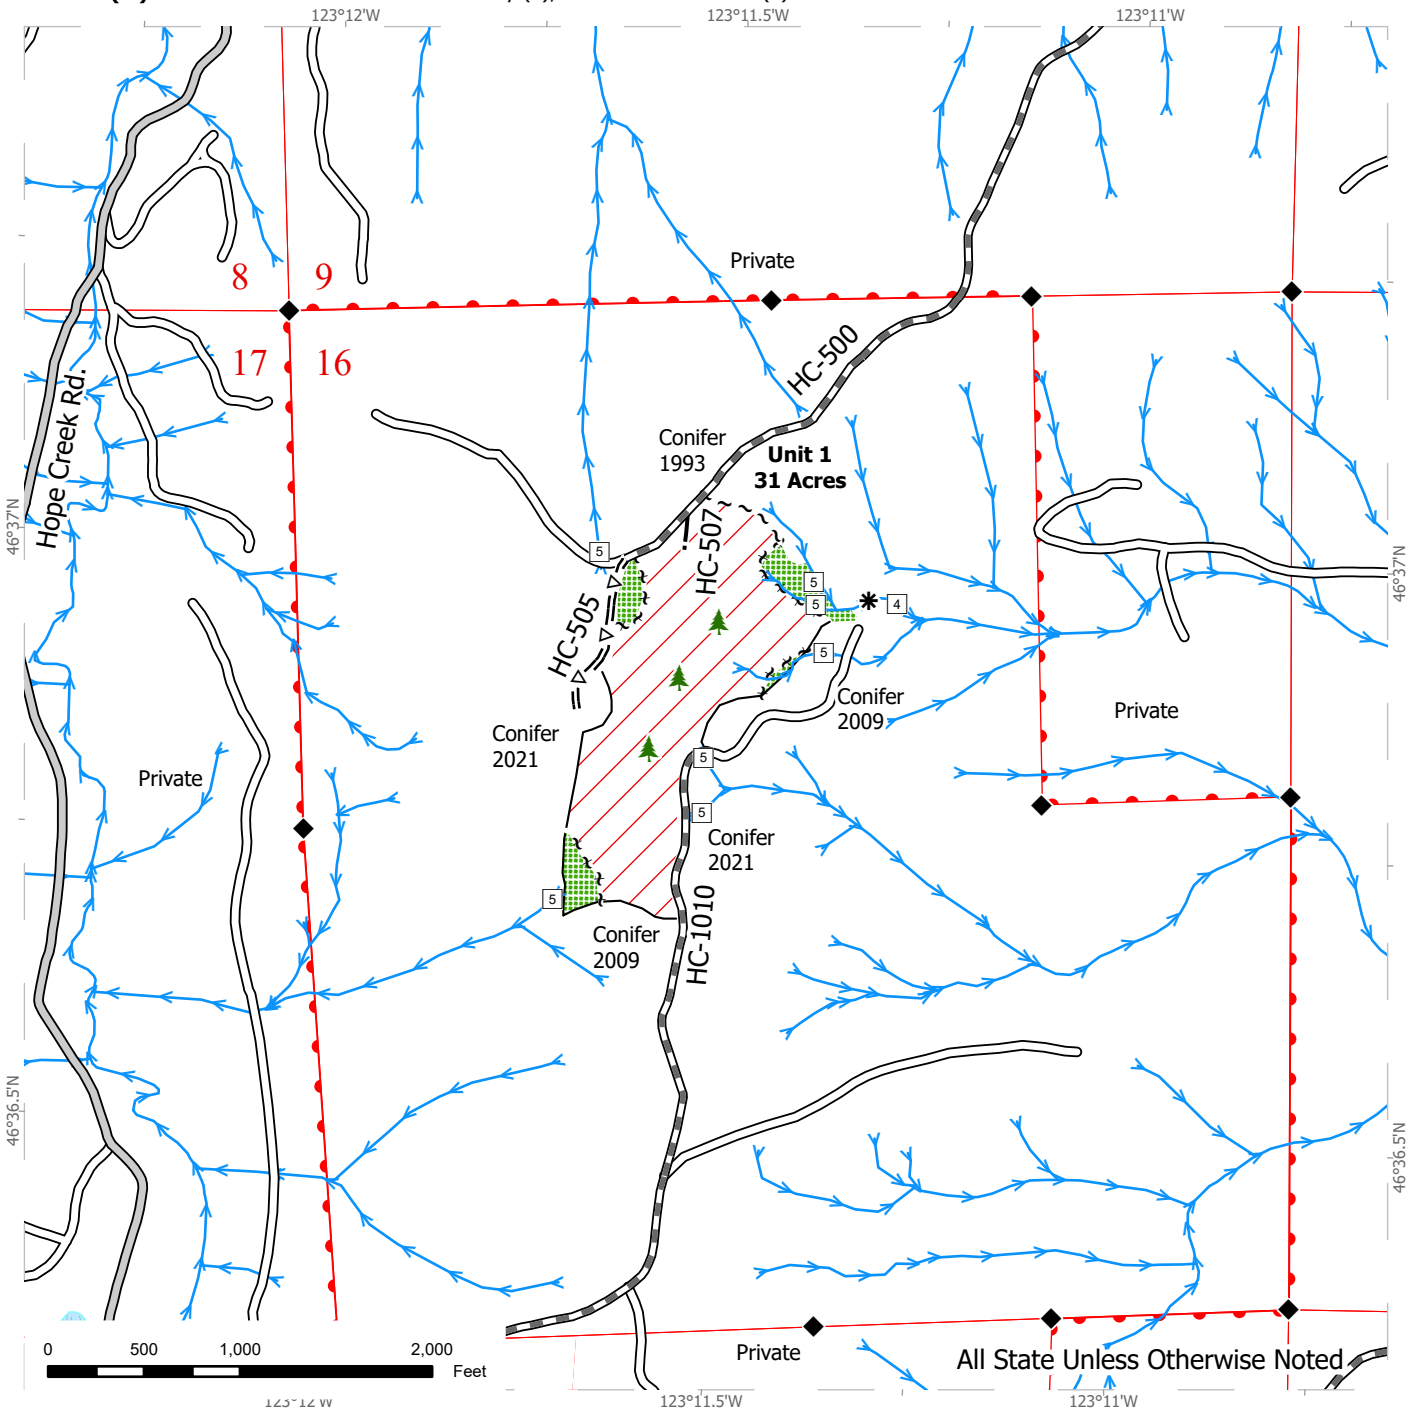 123°12'W
123°11.5'W
123°11'W
Private
8
9
17
16
HC-500
Hope Creek Rd.
Conifer
1993
Unit 1
31 Acres
46°37'N
46°37'N
HC-507
5
5
5
4
HC-505
5
Conifer
2009
Private
Conifer
2021
Private
5
5
Conifer
2021
5
HC-1010
Conifer
2009
46°36.5'N
46°36.5'N
0
500
1,000
2,000
Feet
Private
All State Unless Otherwise Noted
123°12'W
123°11.5'W
123°11'W